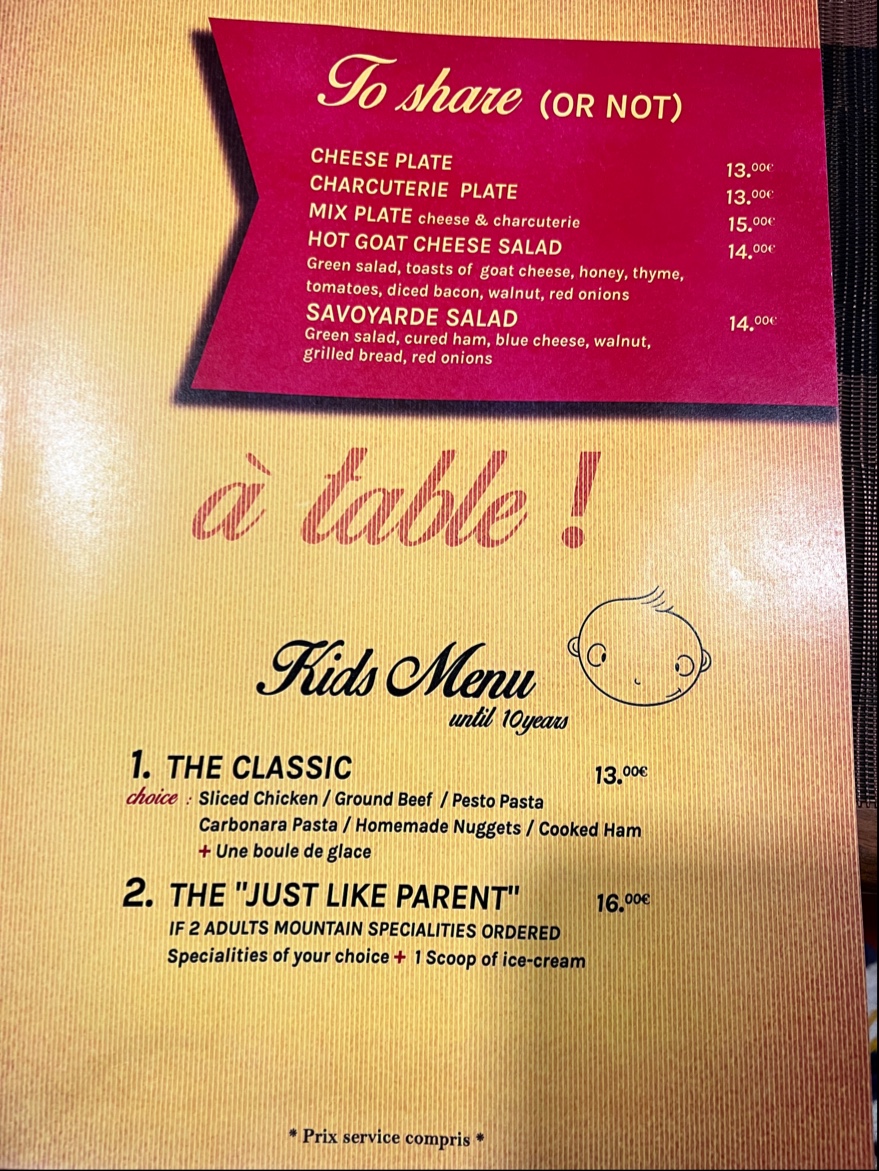 To share (OR NOT)
CHEESE PLATE 13.00€
CHARCUTERIE PLATE 13.00€
MIX PLATE cheese & charcuterie 15.00€
HOT GOAT CHEESE SALAD 14.00€
Green salad, toasts of goat cheese, honey, thyme,
tomatoes, diced bacon, walnut, red onions
SAVOYARDE SALAD 14.00€
Green salad, cured ham, blue cheese, walnut,
grilled bread, red onions
à table !
Kids Menu
until 10years
1. THE CLASSIC 13.00€
choice : Sliced Chicken / Ground Beef / Pesto Pasta
Carbonara Pasta / Homemade Nuggets / Cooked Ham
+ Une boule de glace
2. THE "JUST LIKE PARENT" 16.00€
IF 2 ADULTS MOUNTAIN SPECIALITIES ORDERED
Specialities of your choice + 1 Scoop of ice-cream
* Prix service compris *